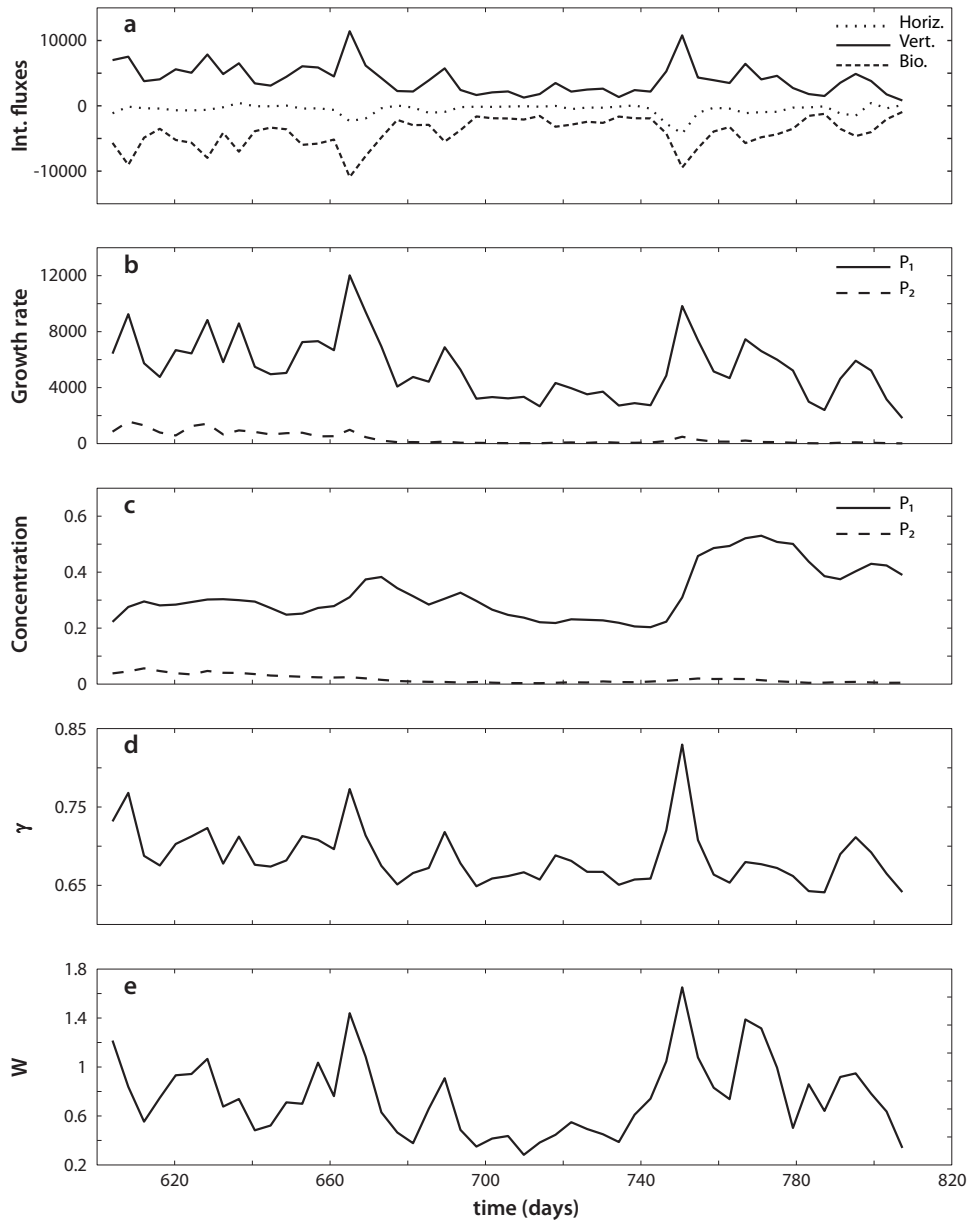 a
Horiz.
Vert.
Bio.
10000
0
-10000
Int. fluxes
b
P₁
P₂
12000
8000
4000
0
Growth rate
c
P₁
P₂
0.6
0.4
0.2
0
Concentration
d
0.85
0.75
0.65
γ
e
1.8
1.4
1
0.6
0.2
W
620 660 700 740 780 820
time (days)